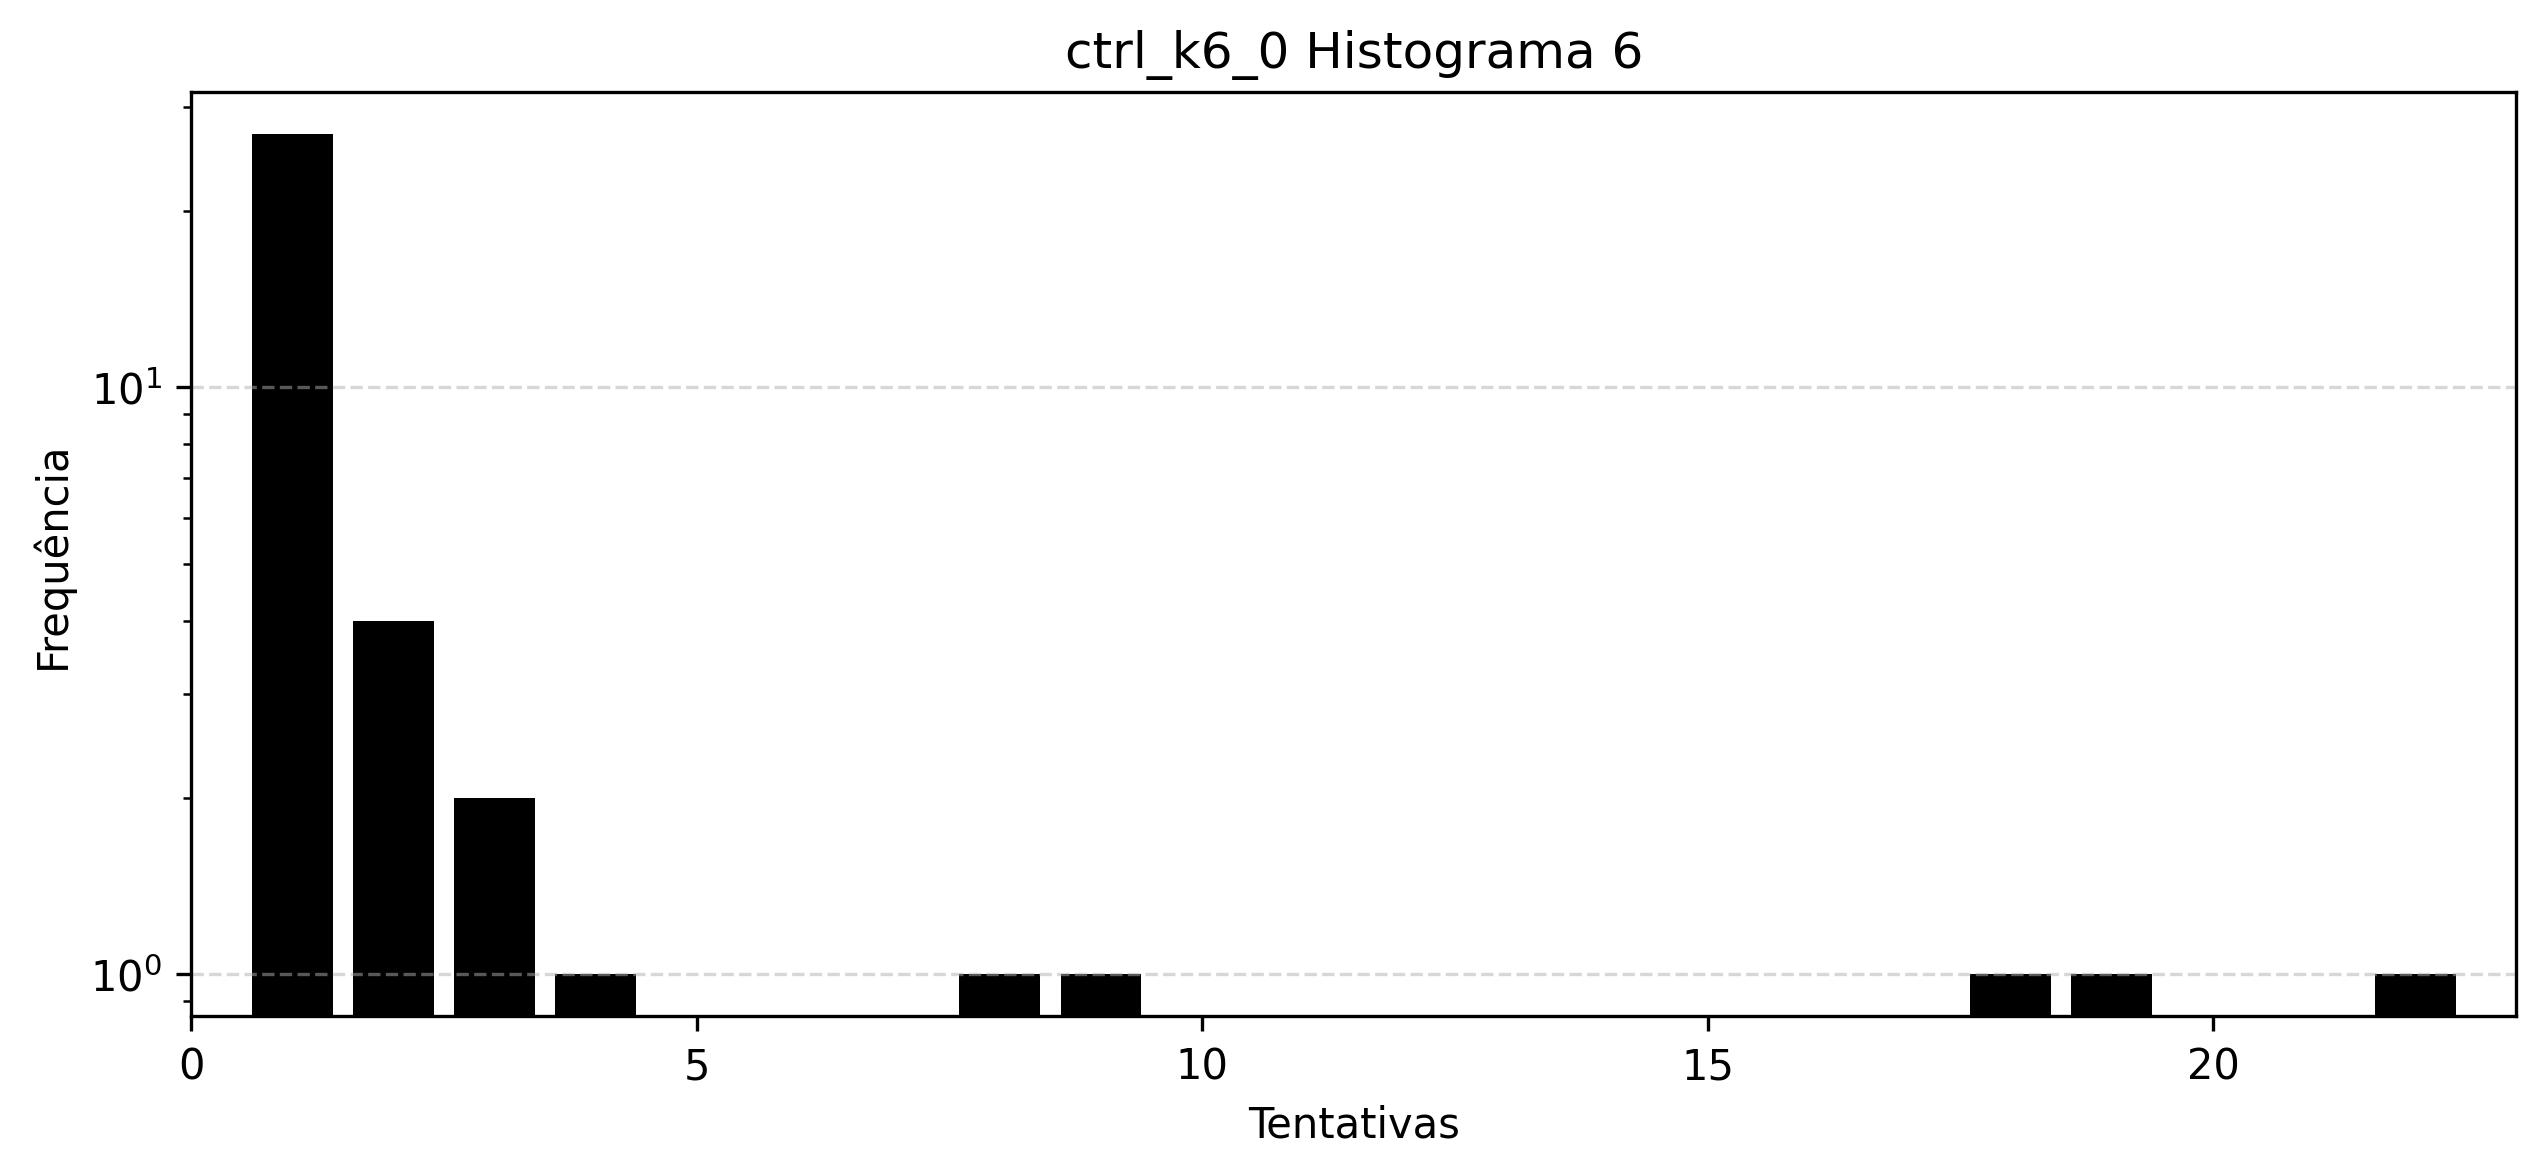 ctrl_k6_0 Histograma 6
Frequência
10¹
10⁰
0 5 10 15 20
Tentativas